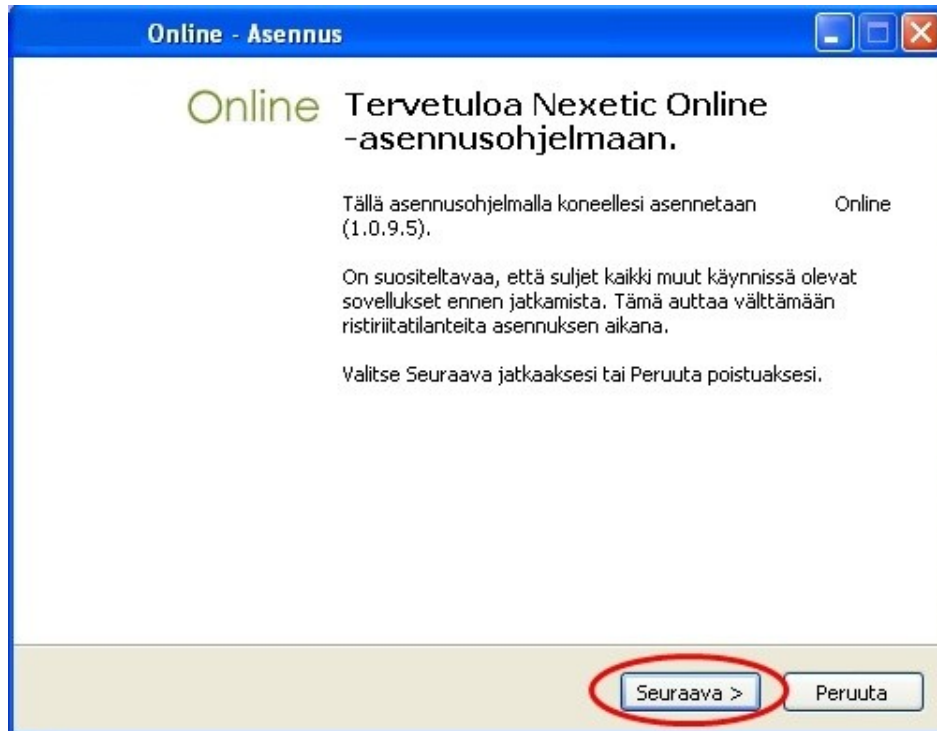 Online - Asennus
Online
Tervetuloa Nexetic Online
-asennusohjelmaan.
Tällä asennusohjelmalla koneellesi asennetaan Online
(1.0.9.5).
On suositeltavaa, että suljet kaikki muut käynnissä olevat
sovellukset ennen jatkamista. Tämä auttaa välttämään
ristiriitatilanteita asennuksen aikana.
Valitse Seuraava jatkaaksesi tai Peruuta poistuaksesi.
Seuraava >
Peruuta